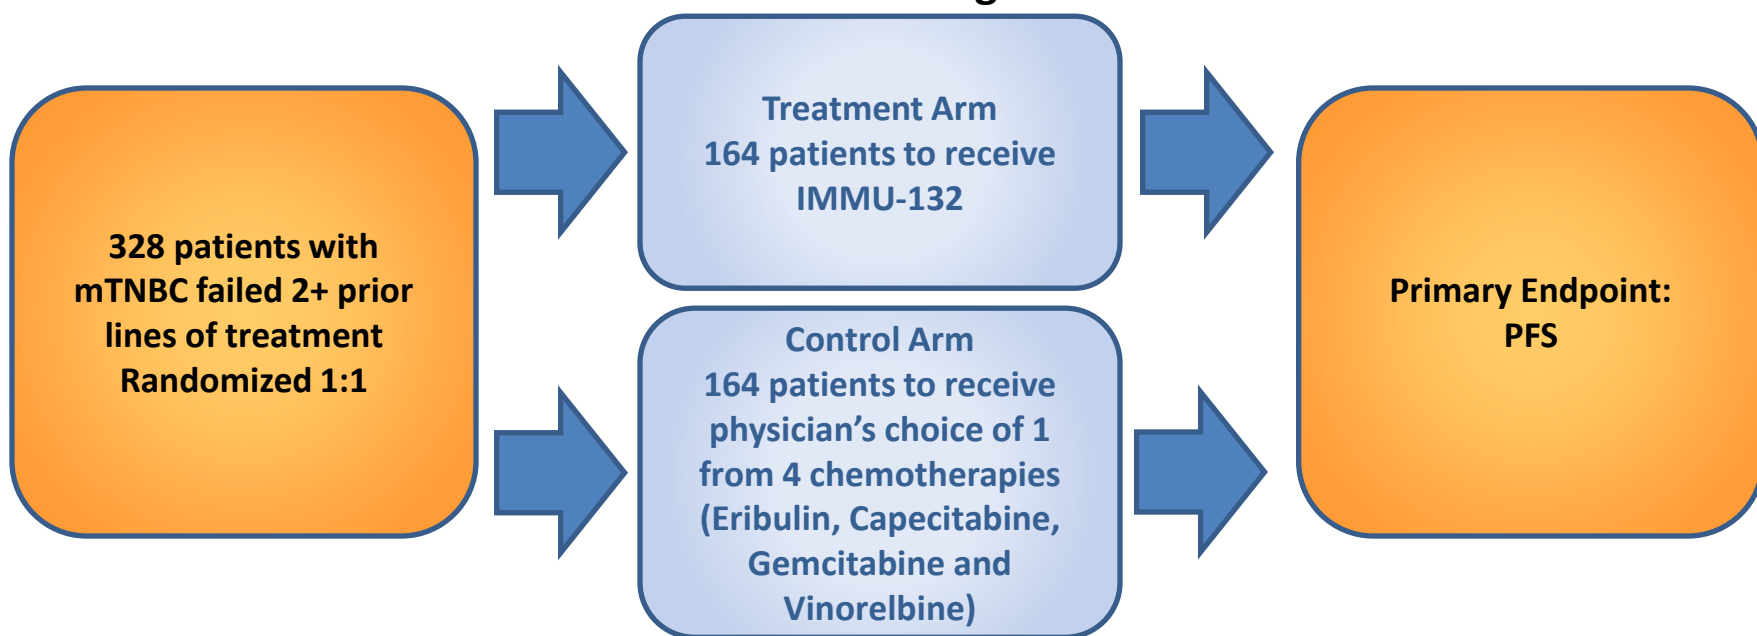 328 patients with
mTNBC failed 2+ prior
lines of treatment
Randomized 1:1
Treatment Arm
164 patients to receive
IMMU-132
Control Arm
164 patients to receive
physician’s choice of 1
from 4 chemotherapies
(Eribulin, Capecitabine,
Gemcitabine and
Vinorelbine)
Primary Endpoint:
PFS